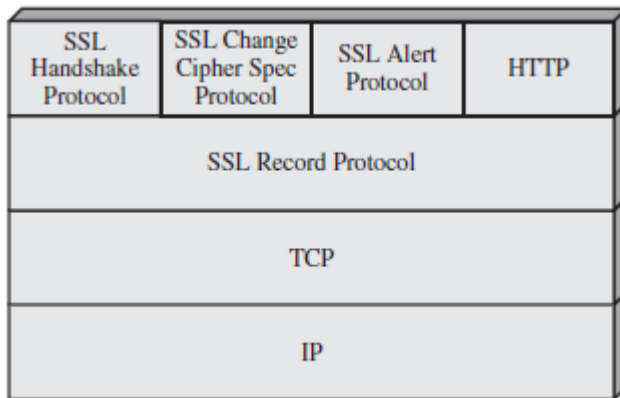 SSL
Handshake
Protocol
SSL Change
Cipher Spec
Protocol
SSL Alert
Protocol
HTTP
SSL Record Protocol
TCP
IP